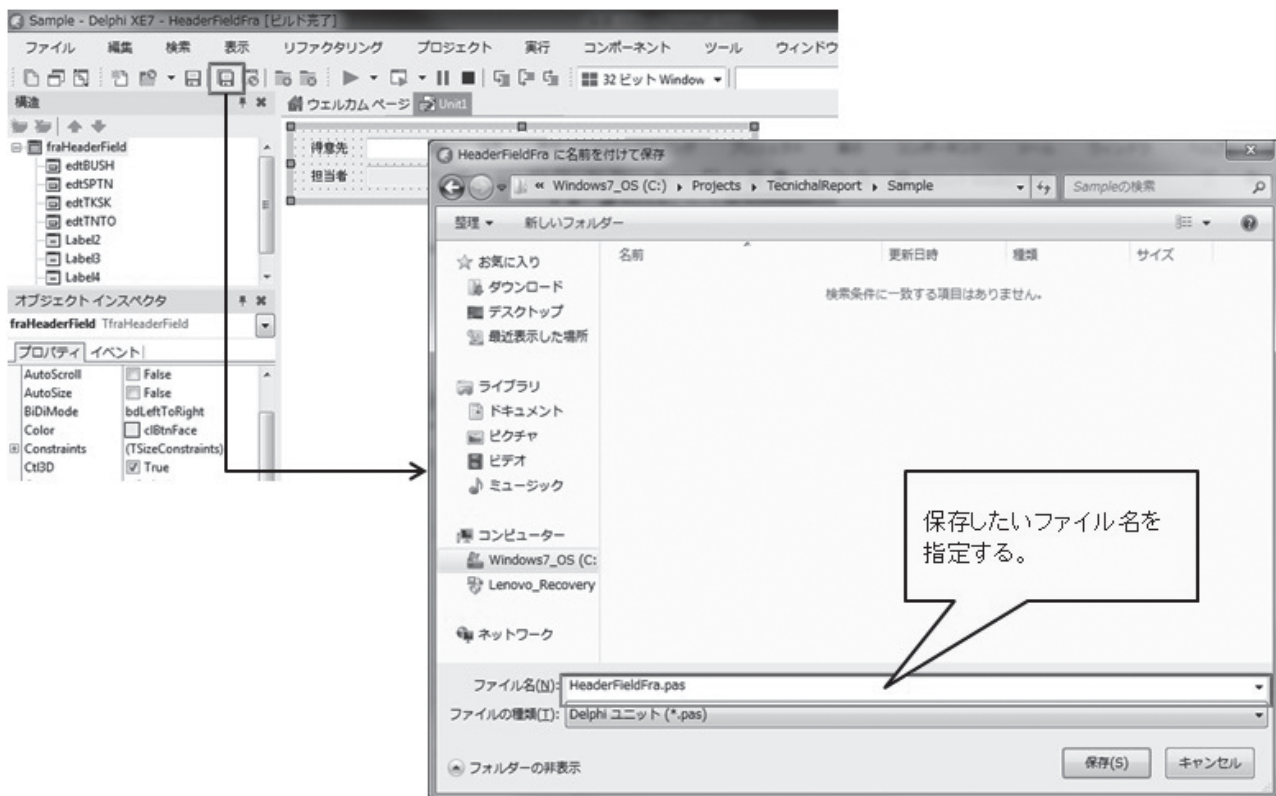 Sample - Delphi XE7 - HeaderFieldFra [ビルド完了]
ファイル 編集 検索 表示 リファクタリング プロジェクト 実行 コンポーネント ツール ウィンドウ
32 ビット Window
構造
ウェルカム ページ Unit1
fraHeaderField
edtBUSH
edtSPTN
edtTKSK
edtTNTO
Label2
Label3
Label4
得意先
担当者
オブジェクト インスペクタ
fraHeaderField TfraHeaderField
プロパティ イベント
AutoScroll False
AutoSize False
BiDiMode bdLeftToRight
Color clBtnFace
Constraints (TSizeConstraints)
Ctl3D True
HeaderFieldFra に名前を付けて保存
« Windows7_OS (C:) Projects TecnichalReport Sample Sampleの検索
整理 新しいフォルダー
名前 更新日時 種類 サイズ
検索条件に一致する項目はありません。
お気に入り
ダウンロード
デスクトップ
最近表示した場所
ライブラリ
ドキュメント
ピクチャ
ビデオ
ミュージック
コンピューター
Windows7_OS (C:
Lenovo_Recovery
ネットワーク
保存したいファイル名を
指定する。
ファイル名(N): HeaderFieldFra.pas
ファイルの種類(T): Delphi ユニット (*.pas)
フォルダーの非表示 保存(S) キャンセル